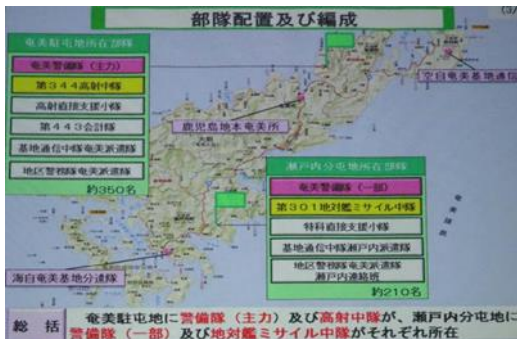 部隊配置及び編成
奄美駐屯地所在部隊
奄美警備隊（主力）
第３４４高射中隊
高射直接支援小隊
第４４３会計隊
基地通信中隊奄美派遣隊
地区警務隊奄美派遣隊
約350名
空自奄美基地通信
鹿児島地本奄美所
瀬戸内分屯地所在部隊
奄美警備隊（一部）
第３０１地対艦ミサイル中隊
特科直接支援小隊
基地通信中隊瀬戸内派遣隊
地区警務隊奄美派遣隊
瀬戸内連絡班
約210名
海自奄美基地分遣隊
総　括
奄美駐屯地に警備隊（主力）及び高射中隊が、瀬戸内分屯地に
警備隊（一部）及び地対艦ミサイル中隊がそれぞれ所在